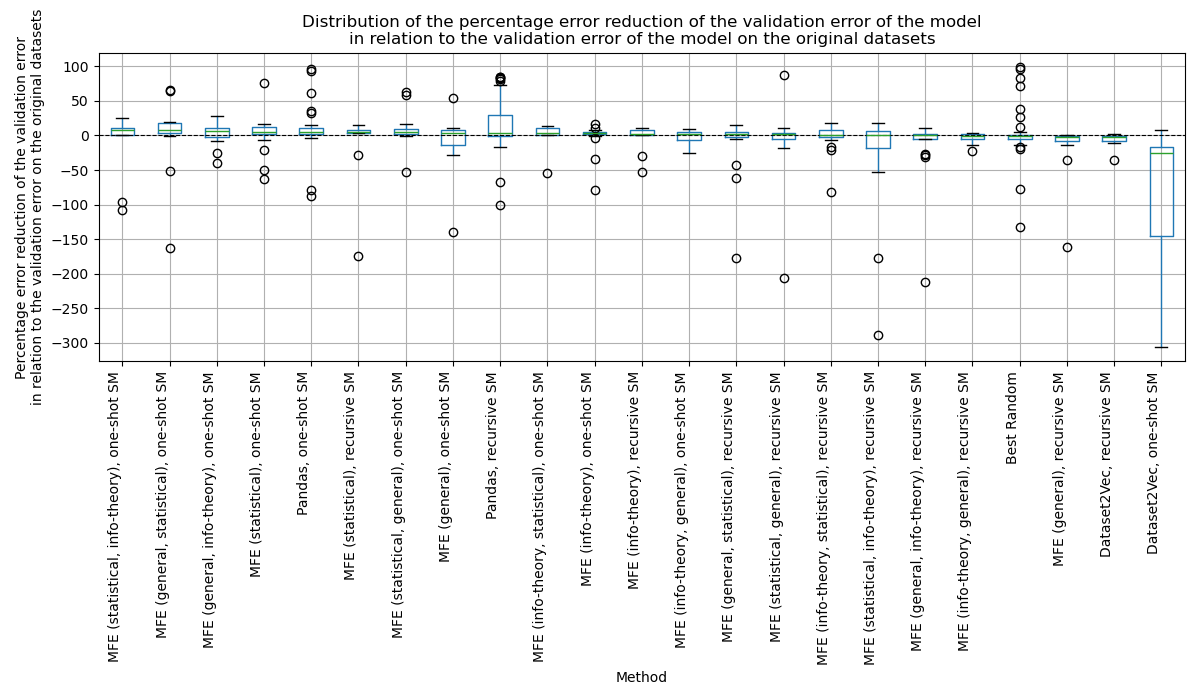 Distribution of the percentage error reduction of the validation error of the model
in relation to the validation error of the model on the original datasets
Percentage error reduction of the validation error
in relation to the validation error on the original datasets
100
50
0
−50
−100
−150
−200
−250
−300
MFE (statistical, info-theory), one-shot SM
MFE (general, statistical), one-shot SM
MFE (general, info-theory), one-shot SM
MFE (statistical), one-shot SM
Pandas, one-shot SM
MFE (statistical), recursive SM
MFE (statistical, general), one-shot SM
MFE (general), one-shot SM
Pandas, recursive SM
MFE (info-theory, statistical), one-shot SM
MFE (info-theory), one-shot SM
MFE (info-theory), recursive SM
MFE (info-theory, general), one-shot SM
MFE (general, statistical), recursive SM
MFE (statistical, general), recursive SM
MFE (info-theory, statistical), recursive SM
MFE (statistical, info-theory), recursive SM
MFE (general, info-theory), recursive SM
MFE (info-theory, general), recursive SM
Best Random
MFE (general), recursive SM
Dataset2Vec, recursive SM
Dataset2Vec, one-shot SM
Method